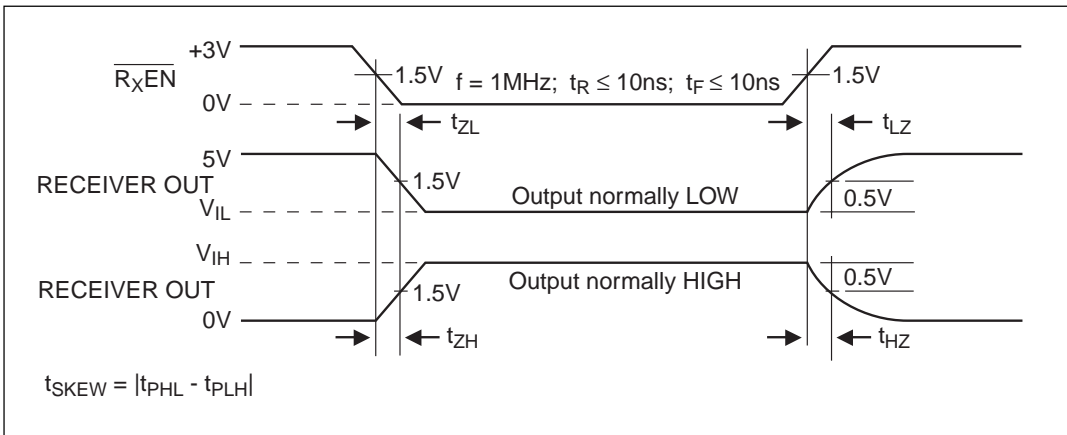 +3V
R_XEN
1.5V f = 1MHz; t_R ≤ 10ns; t_F ≤ 10ns 1.5V
0V
t_ZL t_LZ
5V
RECEIVER OUT 1.5V Output normally LOW 0.5V
V_IL
V_IH
RECEIVER OUT 1.5V Output normally HIGH 0.5V
0V
t_ZH t_HZ
t_SKEW = |t_PHL - t_PLH|